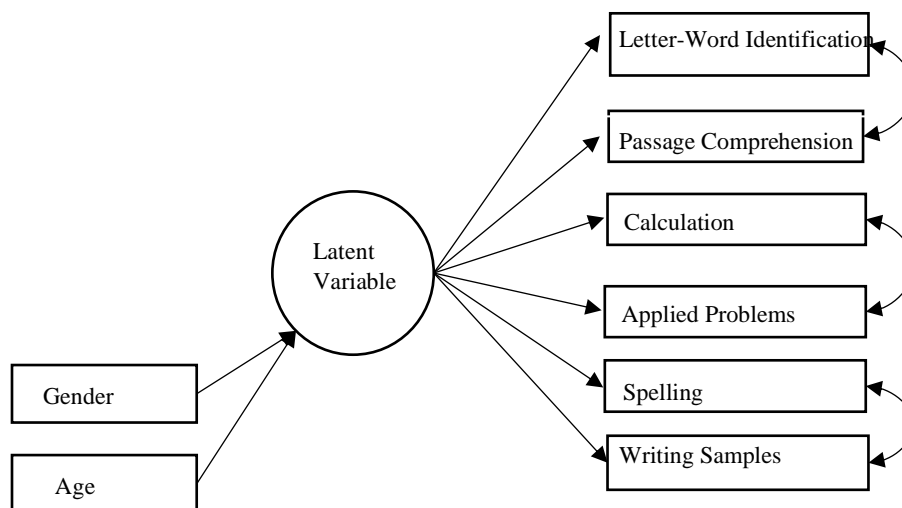 Letter-Word Identification
Passage Comprehension
Calculation
Latent
Variable
Applied Problems
Gender
Spelling
Writing Samples
Age